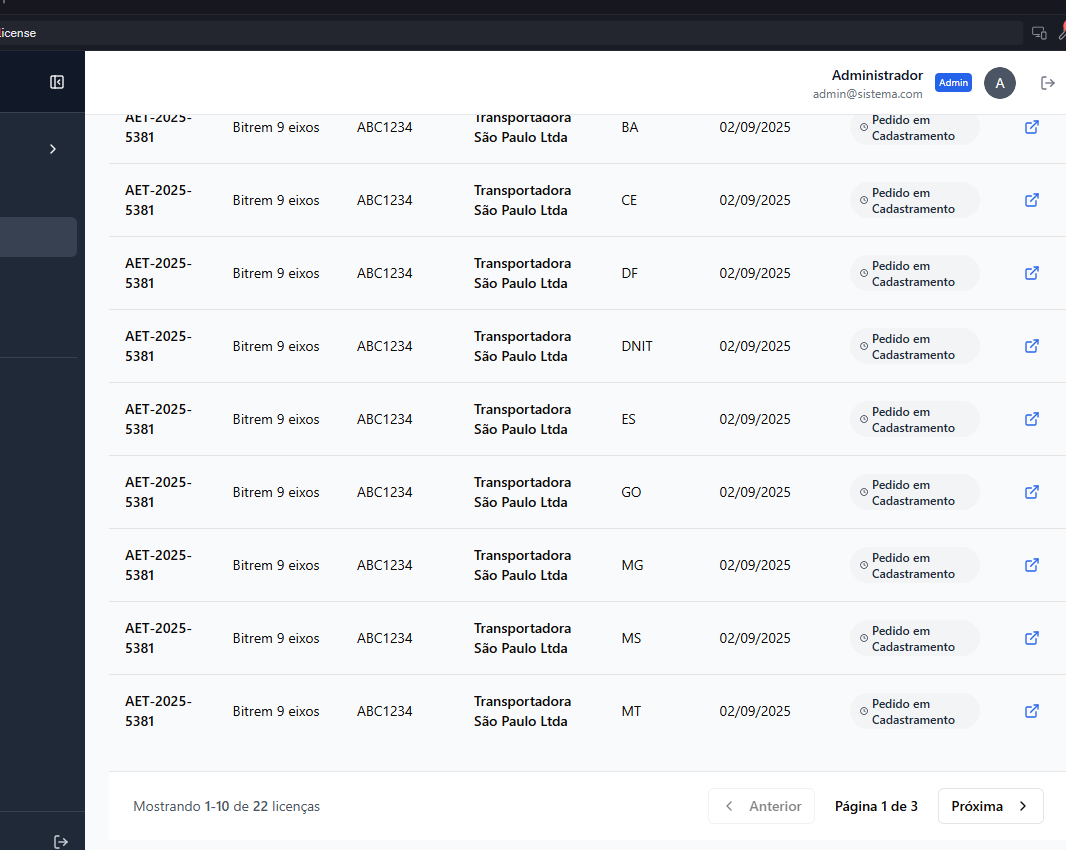 license
Administrador
admin@sistema.com
Admin
A
AET-2025-
5381
Bitrem 9 eixos
ABC1234
Transportadora
São Paulo Ltda
BA
02/09/2025
Pedido em
Cadastramento
AET-2025-
5381
Bitrem 9 eixos
ABC1234
Transportadora
São Paulo Ltda
CE
02/09/2025
Pedido em
Cadastramento
AET-2025-
5381
Bitrem 9 eixos
ABC1234
Transportadora
São Paulo Ltda
DF
02/09/2025
Pedido em
Cadastramento
AET-2025-
5381
Bitrem 9 eixos
ABC1234
Transportadora
São Paulo Ltda
DNIT
02/09/2025
Pedido em
Cadastramento
AET-2025-
5381
Bitrem 9 eixos
ABC1234
Transportadora
São Paulo Ltda
ES
02/09/2025
Pedido em
Cadastramento
AET-2025-
5381
Bitrem 9 eixos
ABC1234
Transportadora
São Paulo Ltda
GO
02/09/2025
Pedido em
Cadastramento
AET-2025-
5381
Bitrem 9 eixos
ABC1234
Transportadora
São Paulo Ltda
MG
02/09/2025
Pedido em
Cadastramento
AET-2025-
5381
Bitrem 9 eixos
ABC1234
Transportadora
São Paulo Ltda
MS
02/09/2025
Pedido em
Cadastramento
AET-2025-
5381
Bitrem 9 eixos
ABC1234
Transportadora
São Paulo Ltda
MT
02/09/2025
Pedido em
Cadastramento
Mostrando 1-10 de 22 licenças
Anterior
Página 1 de 3
Próxima